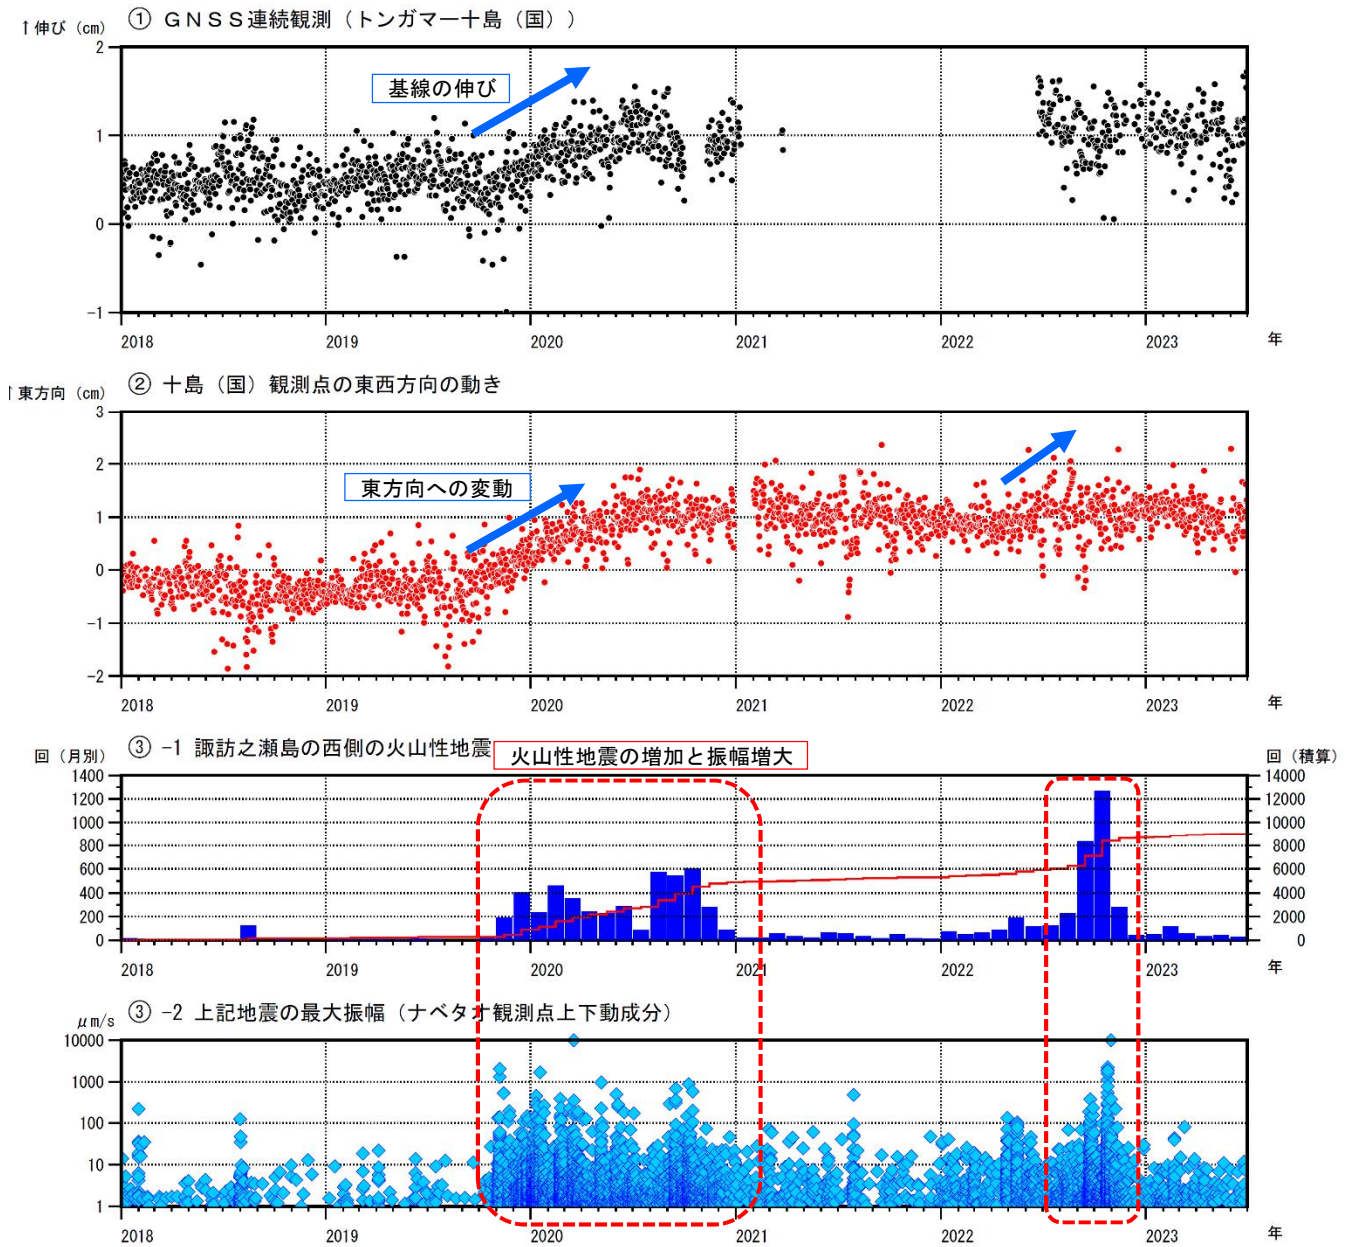 ① GNSS連続観測(トンガマー十島(国))
↑伸び (cm)
2
基線の伸び
1
0
-1
2018 2019 2020 2021 2022 2023 年
② 十島(国)観測点の東西方向の動き
↑東方向 (cm)
3
2
東方向への変動
1
0
-1
-2
2018 2019 2020 2021 2022 2023 年
③ -1 諏訪之瀬島の西側の火山性地震
火山性地震の増加と振幅増大
回 (月別) 回 (積算)
1400 14000
1200 12000
1000 10000
800 8000
600 6000
400 4000
200 2000
0 0
2018 2019 2020 2021 2022 2023 年
③ -2 上記地震の最大振幅(ナベタオ観測点上下動成分)
μm/s
10000
1000
100
10
1
2018 2019 2020 2021 2022 2023 年